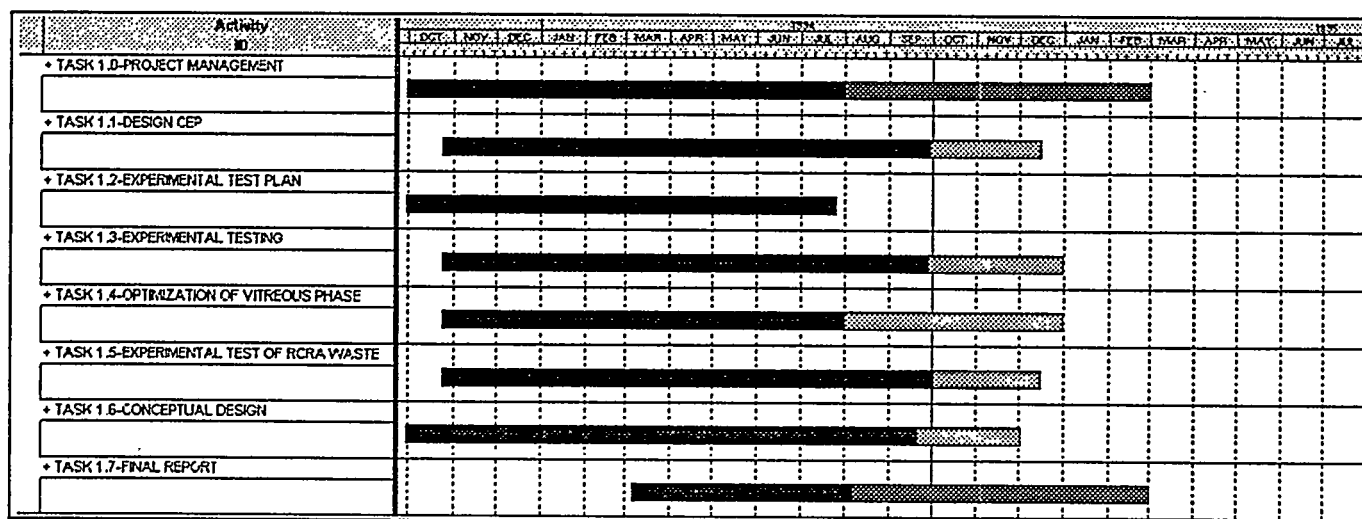 Activity
ID
1994
1995
OCT NOV DEC JAN FEB MAR APR MAY JUN JUL AUG SEP OCT NOV DEC JAN FEB MAR APR MAY JUN JUL
+ TASK 1.0-PROJECT MANAGEMENT
+ TASK 1.1-DESIGN CEP
+ TASK 1.2-EXPERIMENTAL TEST PLAN
+ TASK 1.3-EXPERIMENTAL TESTING
+ TASK 1.4-OPTIMIZATION OF VITREOUS PHASE
+ TASK 1.5-EXPERIMENTAL TEST OF RCRA WASTE
+ TASK 1.6-CONCEPTUAL DESIGN
+ TASK 1.7-FINAL REPORT